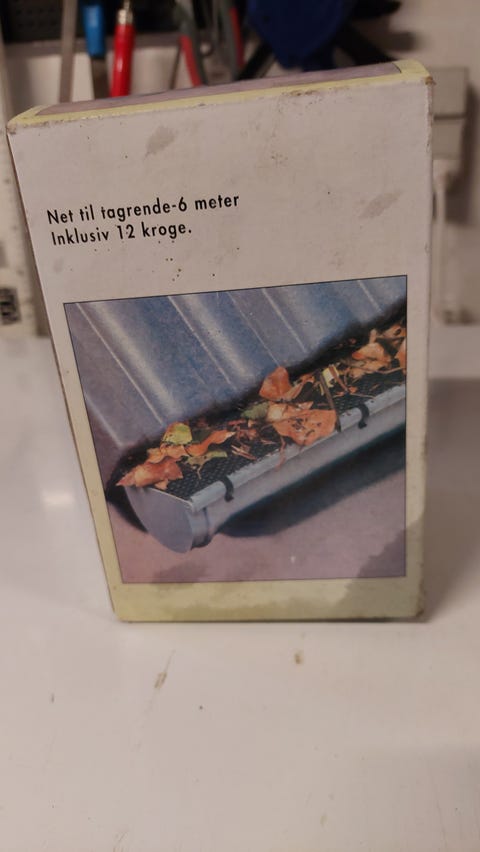 Net til tagrende-6 meter
Inklusiv 12 kroge.